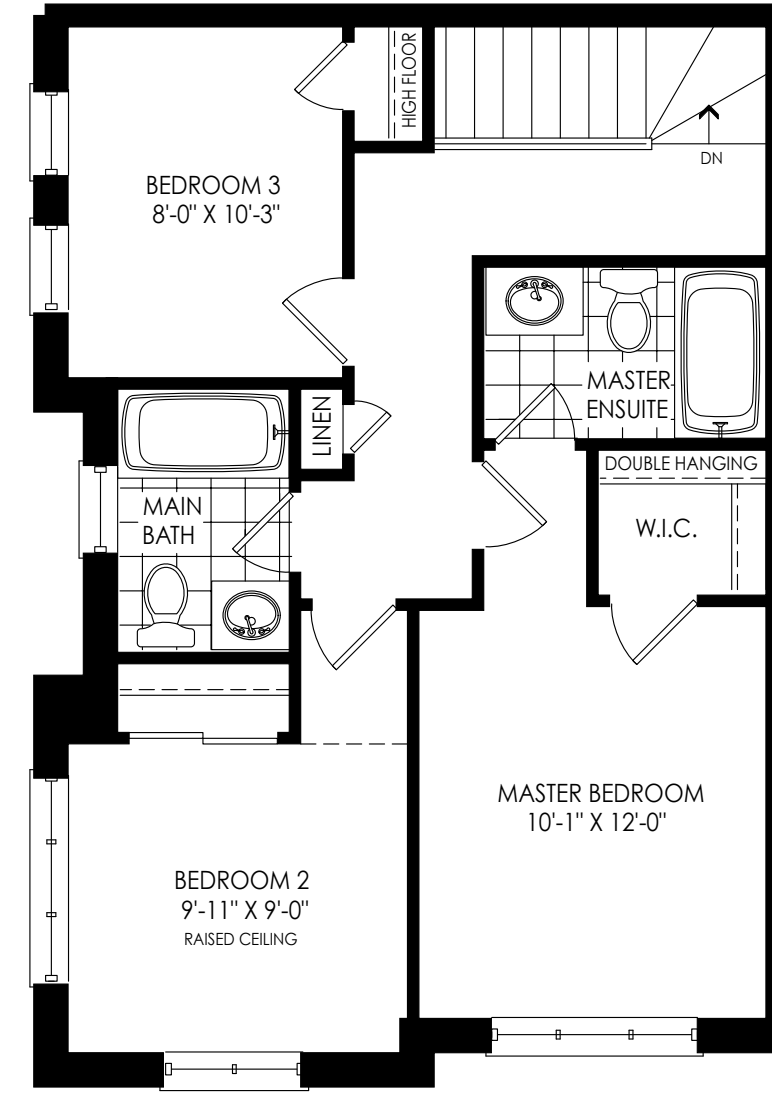 HIGH FLOOR
DN
BEDROOM 3
8'-0" X 10'-3"
MASTER
ENSUITE
LINEN
DOUBLE HANGING
MAIN
BATH
W.I.C.
MASTER BEDROOM
10'-1" X 12'-0"
BEDROOM 2
9'-11" X 9'-0"
RAISED CEILING